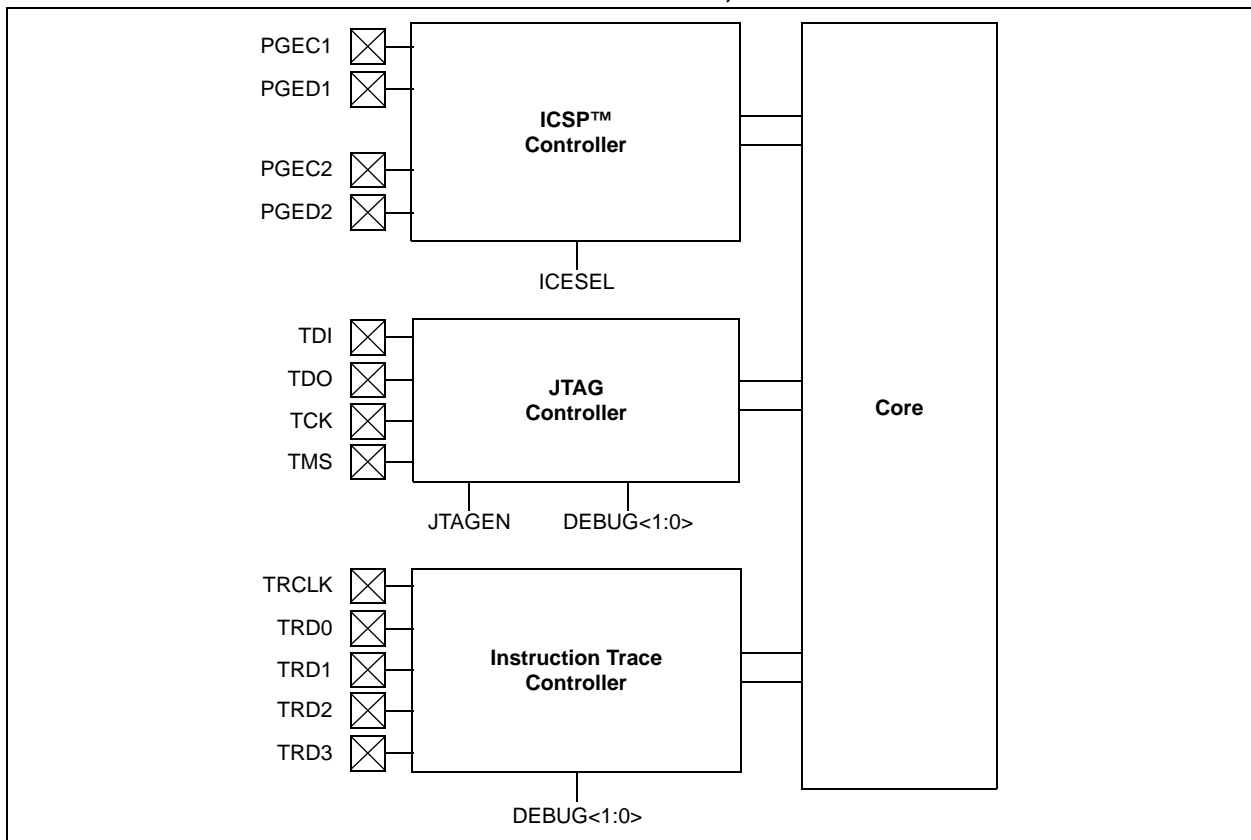 PGEC1
PGED1
PGEC2
PGED2
ICSP™
Controller
ICESEL
TDI
TDO
TCK
TMS
JTAG
Controller
Core
JTAGEN
DEBUG<1:0>
TRCLK
TRD0
TRD1
TRD2
TRD3
Instruction Trace
Controller
DEBUG<1:0>